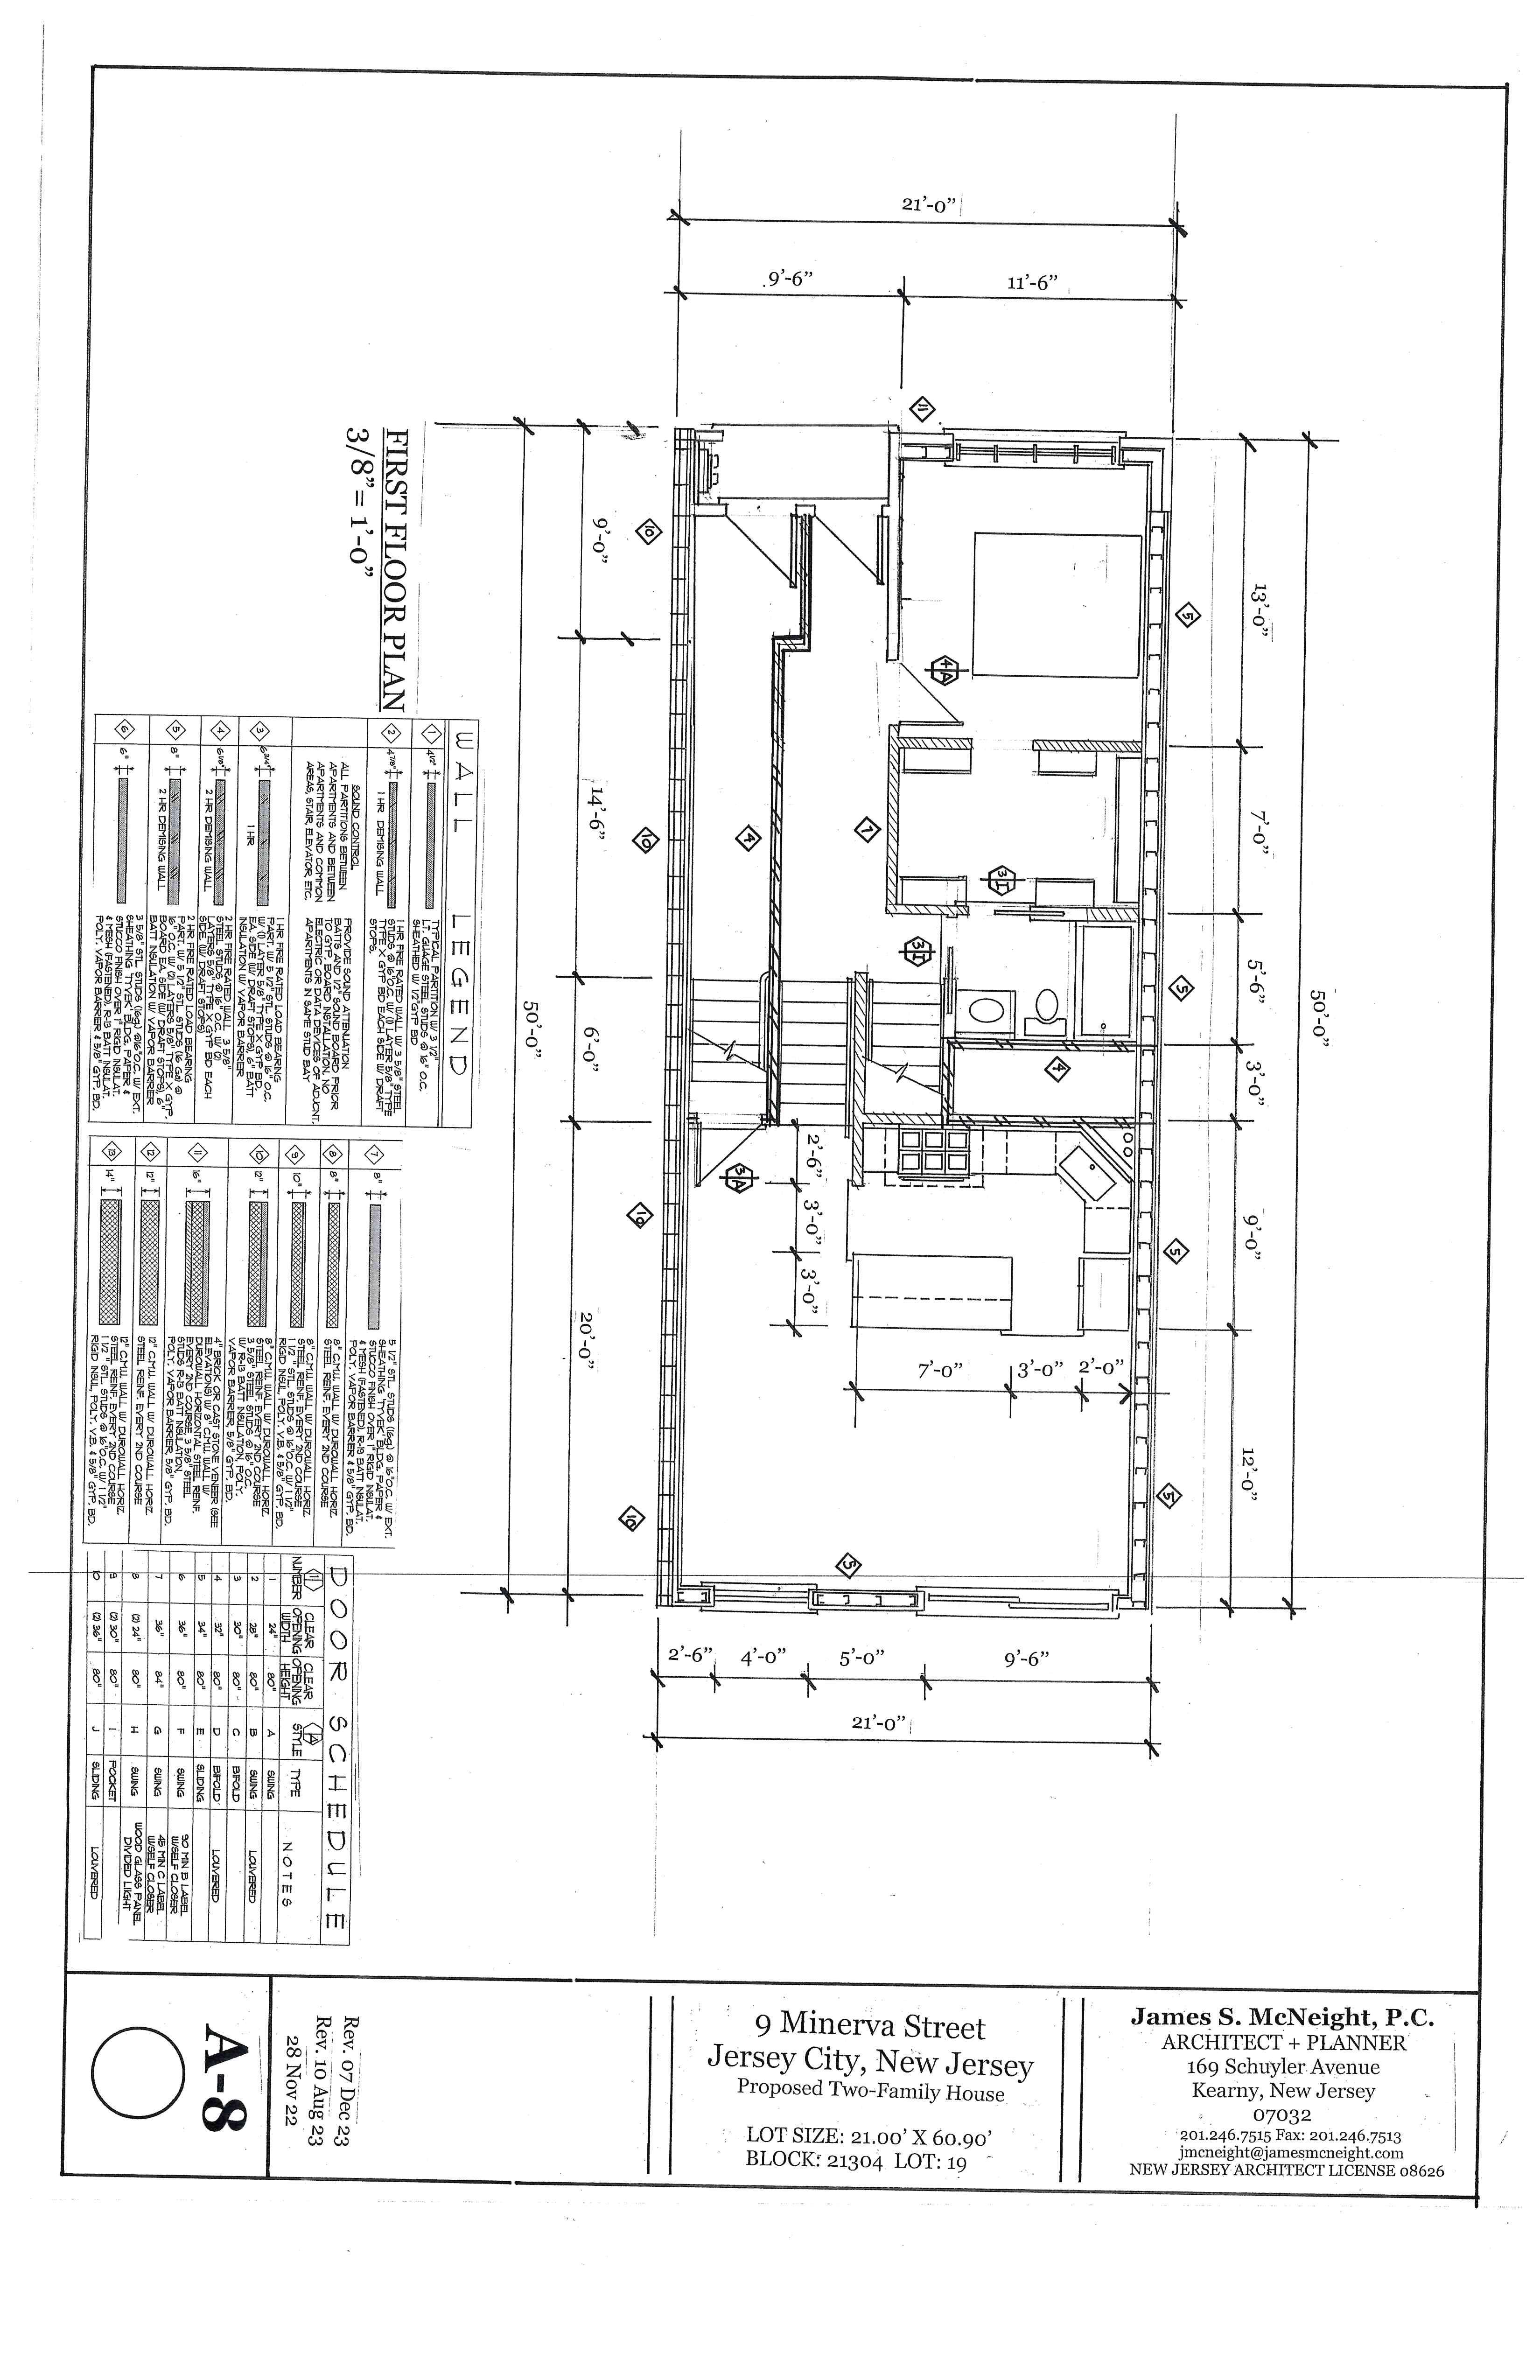 21'-0"
9'-6"
11'-6"
11
FIRST FLOOR PLAN
3/8" = 1'-0"
50'-0"
9'-0"
14'-6"
6'-0"
20'-0"
10
10
10
10
13'-0"
7'-0"
5'-6"
3'-0"
9'-0"
12'-0"
50'-0"
5
5
5
5
4
A
4
7
3
I
3
I
4
3
A
2'-6"
3'-0"
3'-0"
7'-0"
3'-0"
2'-0"
5
2'-6"
4'-0"
5'-0"
9'-6"
21'-0"
WALL LEGEND
1
4 1/2"
TYPICAL PARTITION W/ 3 1/2"
LT. GUAGE STEEL STUDS @ 16" O.C.
SHEATHED W/ 1/2"GYP BD
2
4 7/8"
1 HR DEMISING WALL
1 HR FIRE RATED WALL W/ 3 5/8" STEEL
STUDS @ 16"O.C. W/ (1) LAYER 5/8" TYPE
TYPE X GYP BD EACH SIDE W/ DRAFT
STOPS.
SOUND CONTROL
ALL PARTITIONS BETWEEN
APARTMENTS AND BETWEEN
APARTMENTS AND COMMON
AREAS, STAIR, ELEVATOR, ETC.
PROVIDE SOUND ATTENUATION
BATTS AND 1/2" SOUND BOARD PRIOR
TO GYP. BOARD INSTALLATION. NO
ELECTRIC OR DATA DEVICES OF ADJCNT.
APARTMENTS IN SAME STUD BAY
3
6 3/4"
1 HR
1 HR FIRE RATED LOAD BEARING
PART. W/ 5 1/2" STL. STUDS @ 16" O.C.
W/ (1) LAYER 5/8" TYPE X GYP BD.
EA. SIDE W/ DRAFT STOPS), 6" BATT
INSULATION W/ VAPOR BARRIER
4
6 1/8"
2 HR DEMISING WALL
2 HR FIRE RATED WALL 3 5/8"
STEEL STUDS @ 16" O.C. W/ (2)
LAYERS 5/8" TYPE X GYP BD EACH
SIDE W/ DRAFT STOPS)
5
8"
2 HR DEMISING WALL
2 HR FIRE RATED LOAD BEARING
PART. W/ 5 1/2" STL. STUDS (16 Ga) @
16" O.C. W/ (2) LAYERS 5/8" TYPE X GYP.
BOARD EA. SIDE (W/ DRAFT STOPS), 6"
BATT INSULATION W/ VAPOR BARRIER
6
6"
3 5/8" STL. STUDS (16g) @16"O.C. W/ EXT.
SHEATHING, TYVEK' BLDG. PAPER &
STUCCO FINISH OVER 1" RIGID INSULAT.
& MESH (FASTENED), R-13 BATT INSULAT.
POLY. VAPOR BARRIER & 5/8" GYP. BD.
7
8"
5 1/2" STL. STUDS (16g) @ 16"O.C. W/ EXT.
SHEATHING, TYVEK' BLDG. PAPER &
STUCCO FINISH OVER 1" RIGID INSULAT.
& MESH (FASTENED), R-19 BATT INSULAT.
POLY. VAPOR BARRIER & 5/8" GYP. BD.
8
8"
8" C.M.U. WALL W/ DUROWALL HORIZ.
STEEL REINF. EVERY 2ND COURSE
9
10"
8" C.M.U. WALL W/ DUROWALL HORIZ
STEEL REINF. EVERY 2ND COURSE
1 1/2 " STL. STUDS @ 16"O.C. W/ 1 1/2"
RIGID INSUL, POLY. V.B. & 5/8" GYP. BD.
10
12"
8" C.M.U. WALL W/ DUROWALL HORIZ
STEEL REINF. EVERY 2ND COURSE
3 5/8" STEEL STUDS @ 16" O.C.
W/ R-13 BATT INSULATION, POLY.
VAPOR BARRIER, 5/8" GYP. BD.
11
16"
4" BRICK OR CAST STONE VENEER (SEE
ELEVATIONS) W/ 8" C.M.U. WALL W/
DUROWALL HORIZONTAL STEEL REINF.
EVERY 2ND COURSE, 3 5/8" STEEL
STUDS R-13 BATT INSULATION,
POLY. VAPOR BARRIER, 5/8" GYP. BD.
12
12"
12" C.M.U. WALL W/ DUROWALL HORIZ
STEEL REINF. EVERY 2ND COURSE
13
14"
12" C.M.U. WALL W/ DUROWALL HORIZ.
STEEL REINF. EVERY 2ND COURSE
1 1/2 " STL. STUDS @ 16"O.C. W/ 1 1/2"
RIGID INSUL, POLY. V.B. & 5/8" GYP. BD.
DOOR SCHEDULE
11 NUMBER CLEAR OPENING WIDTH CLEAR OPENING HEIGHT A STYLE TYPE NOTES
1 24" 80" A SWING
2 28" 80" B SWING LOUVERED
3 30" 80" C BIFOLD
4 32" 80" D BIFOLD LOUVERED
5 34" 80" E SLIDING
6 36" 80" F SWING 90 MIN B LABEL W/SELF CLOSER
7 36" 84" G SWING 45 MIN C LABEL W/SELF CLOSER
8 (2) 24" 80" H SWING WOOD GLASS PANEL DIVIDED LIGHT
9 (2) 30" 80" I POCKET
10 (2) 36" 80" J SLIDING LOUVERED
A-8
Rev. 07 Dec 23
Rev. 10 Aug 23
28 Nov 22
9 Minerva Street
Jersey City, New Jersey
Proposed Two-Family House
LOT SIZE: 21.00' X 60.90'
BLOCK: 21304 LOT: 19
James S. McNeight, P.C.
ARCHITECT + PLANNER
169 Schuyler Avenue
Kearny, New Jersey
07032
201.246.7515 Fax: 201.246.7513
jmcneight@jamesmcneight.com
NEW JERSEY ARCHITECT LICENSE 08626